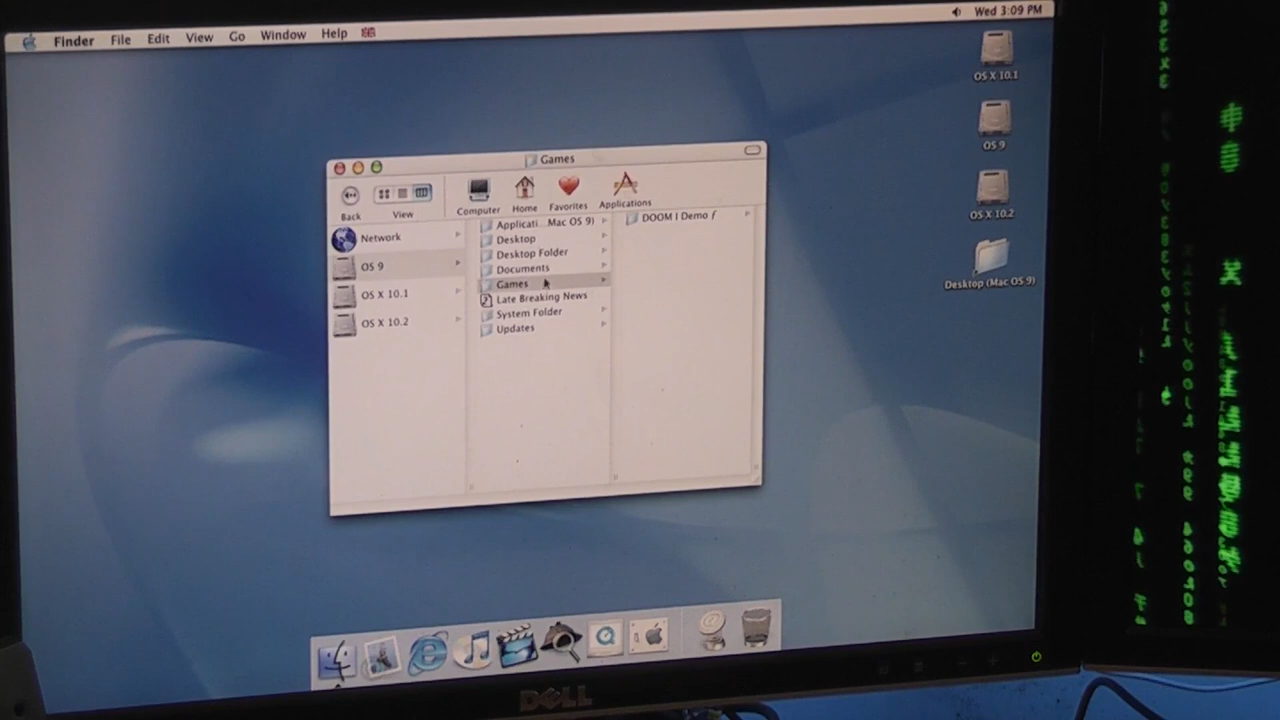 Finder File Edit View Go Window Help
Wed 3:09 PM
OS X 10.1
OS 9
OS X 10.2
Desktop (Mac OS 9)
Games
Back
View
Computer
Home
Favorites
Applications
Network
OS 9
OS X 10.1
OS X 10.2
Applicati Mac OS 9)
Desktop
Desktop Folder
Documents
Games
Late Breaking News
System Folder
Updates
DOOM I Demo ƒ
DELL